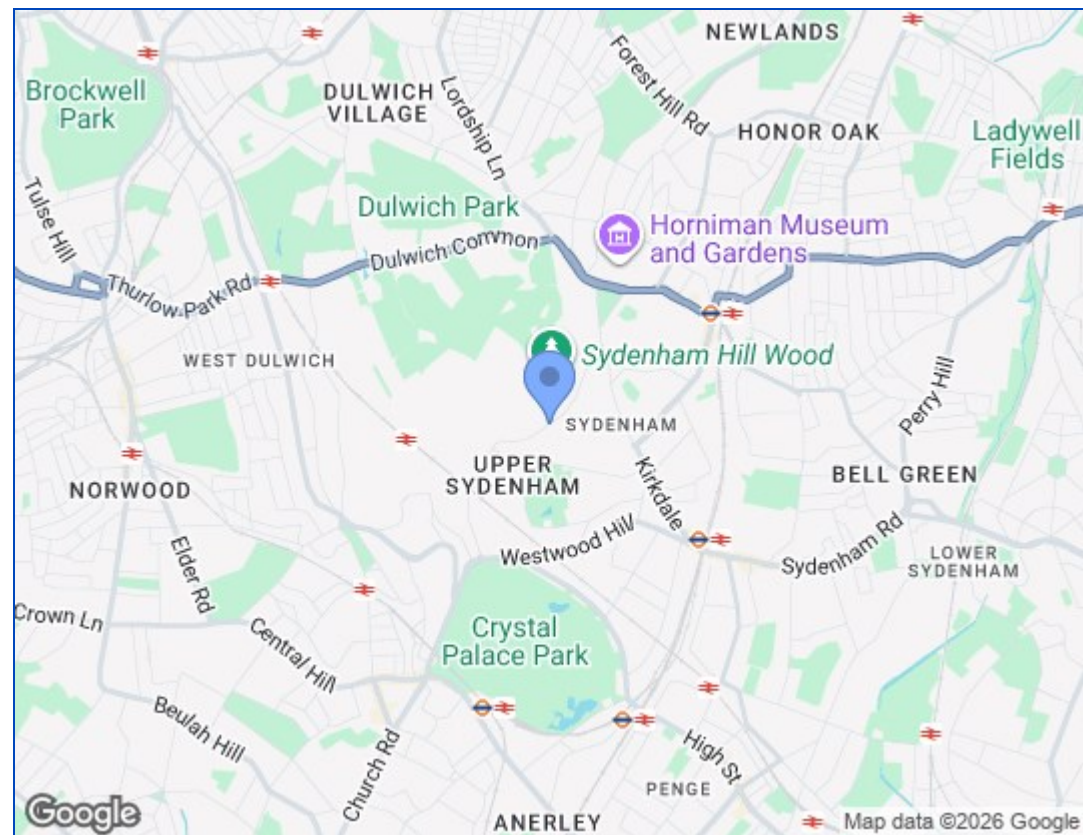 NEWLANDS
Brockwell
Park
DULWICH
VILLAGE
Lordship Ln
Forest Hill Rd
HONOR OAK
Ladywell
Fields
Tulse Hill
Dulwich Park
Dulwich Common
Horniman Museum
and Gardens
Thurlow Park Rd
WEST DULWICH
Sydenham Hill Wood
Perry Hill
SYDENHAM
UPPER
SYDENHAM
Kirkdale
BELL GREEN
NORWOOD
Elder Rd
Westwood Hill
Sydenham Rd
LOWER
SYDENHAM
Crown Ln
Central Hill
Crystal
Palace Park
Beulah Hill
Church Rd
High St
PENGE
ANERLEY
Google
Map data ©2026 Google